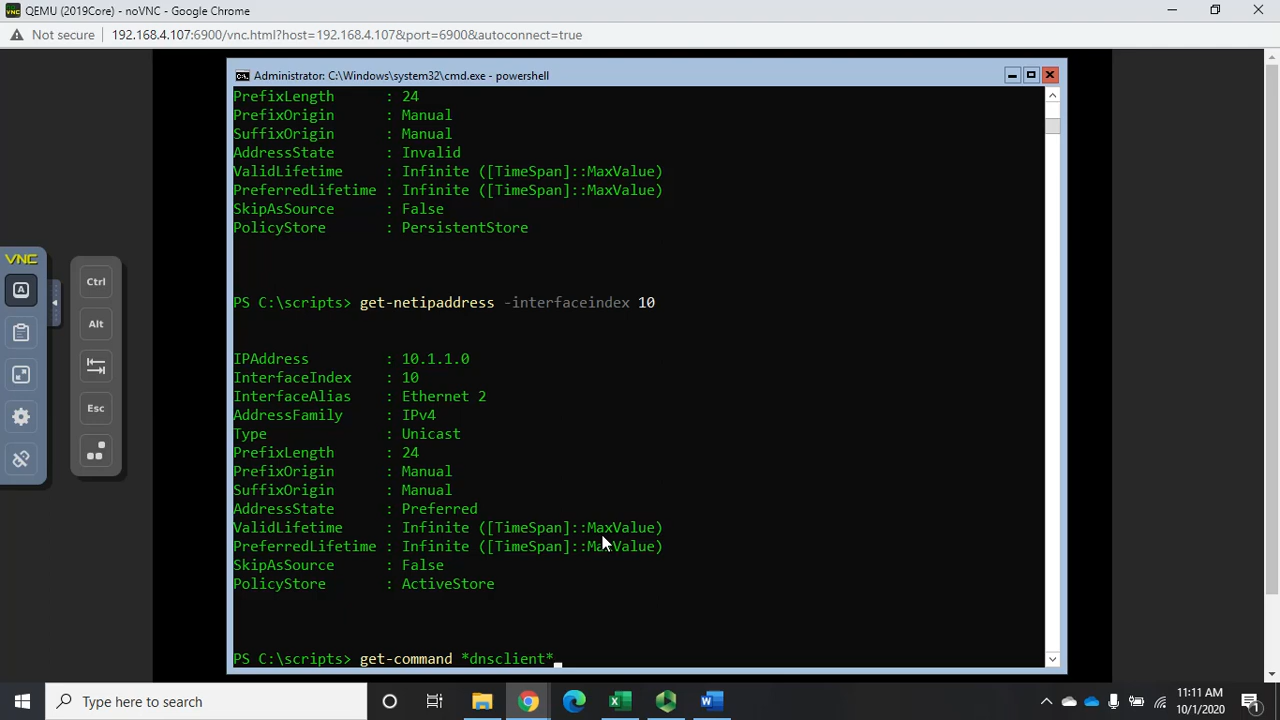 QEMU (2019Core) - noVNC - Google Chrome
Not secure 192.168.4.107:6900/vnc.html?host=192.168.4.107&port=6900&autoconnect=true
Administrator: C:\Windows\system32\cmd.exe - powershell
PrefixLength : 24
PrefixOrigin : Manual
SuffixOrigin : Manual
AddressState : Invalid
ValidLifetime : Infinite ([TimeSpan]::MaxValue)
PreferredLifetime : Infinite ([TimeSpan]::MaxValue)
SkipAsSource : False
PolicyStore : PersistentStore
PS C:\scripts> get-netipaddress -interfaceindex 10
IPAddress : 10.1.1.0
InterfaceIndex : 10
InterfaceAlias : Ethernet 2
AddressFamily : IPv4
Type : Unicast
PrefixLength : 24
PrefixOrigin : Manual
SuffixOrigin : Manual
AddressState : Preferred
ValidLifetime : Infinite ([TimeSpan]::MaxValue)
PreferredLifetime : Infinite ([TimeSpan]::MaxValue)
SkipAsSource : False
PolicyStore : ActiveStore
PS C:\scripts> get-command *dnsclient*
VNC
A
Ctrl
Alt
Esc
Type here to search
11:11 AM
10/1/2020
1